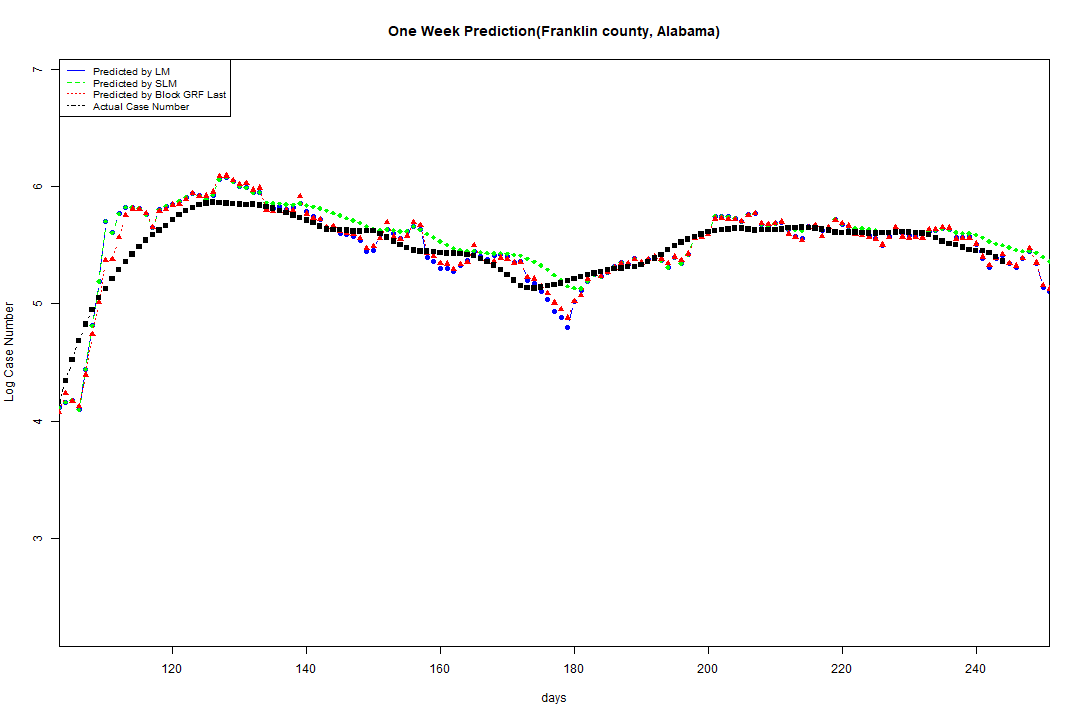 One Week Prediction(Franklin county, Alabama)
Predicted by LM
Predicted by SLM
Predicted by Block GRF Last
Actual Case Number
7
6
5
4
3
Log Case Number
120 140 160 180 200 220 240
days